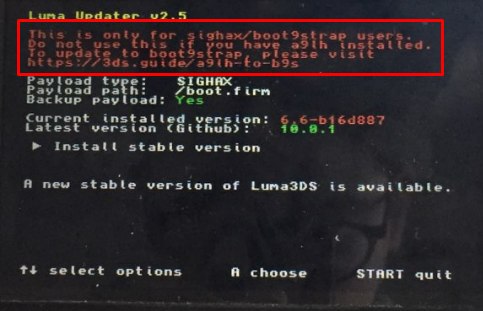 Luma Updater v2.5
This is only for sighax/boot9strap users.
Do not use this if you have a9lh installed.
To update to boot9strap, please visit
https://3ds.guide/a9lh-to-b9s
Payload type: SIGHAX
Payload path: /boot.firm
Backup payload: Yes
Current installed version: 6.6-b16d887
Latest version (Github): 10.0.1
▶ Install stable version
A new stable version of Luma3DS is available.
↑↓ select options A choose START quit